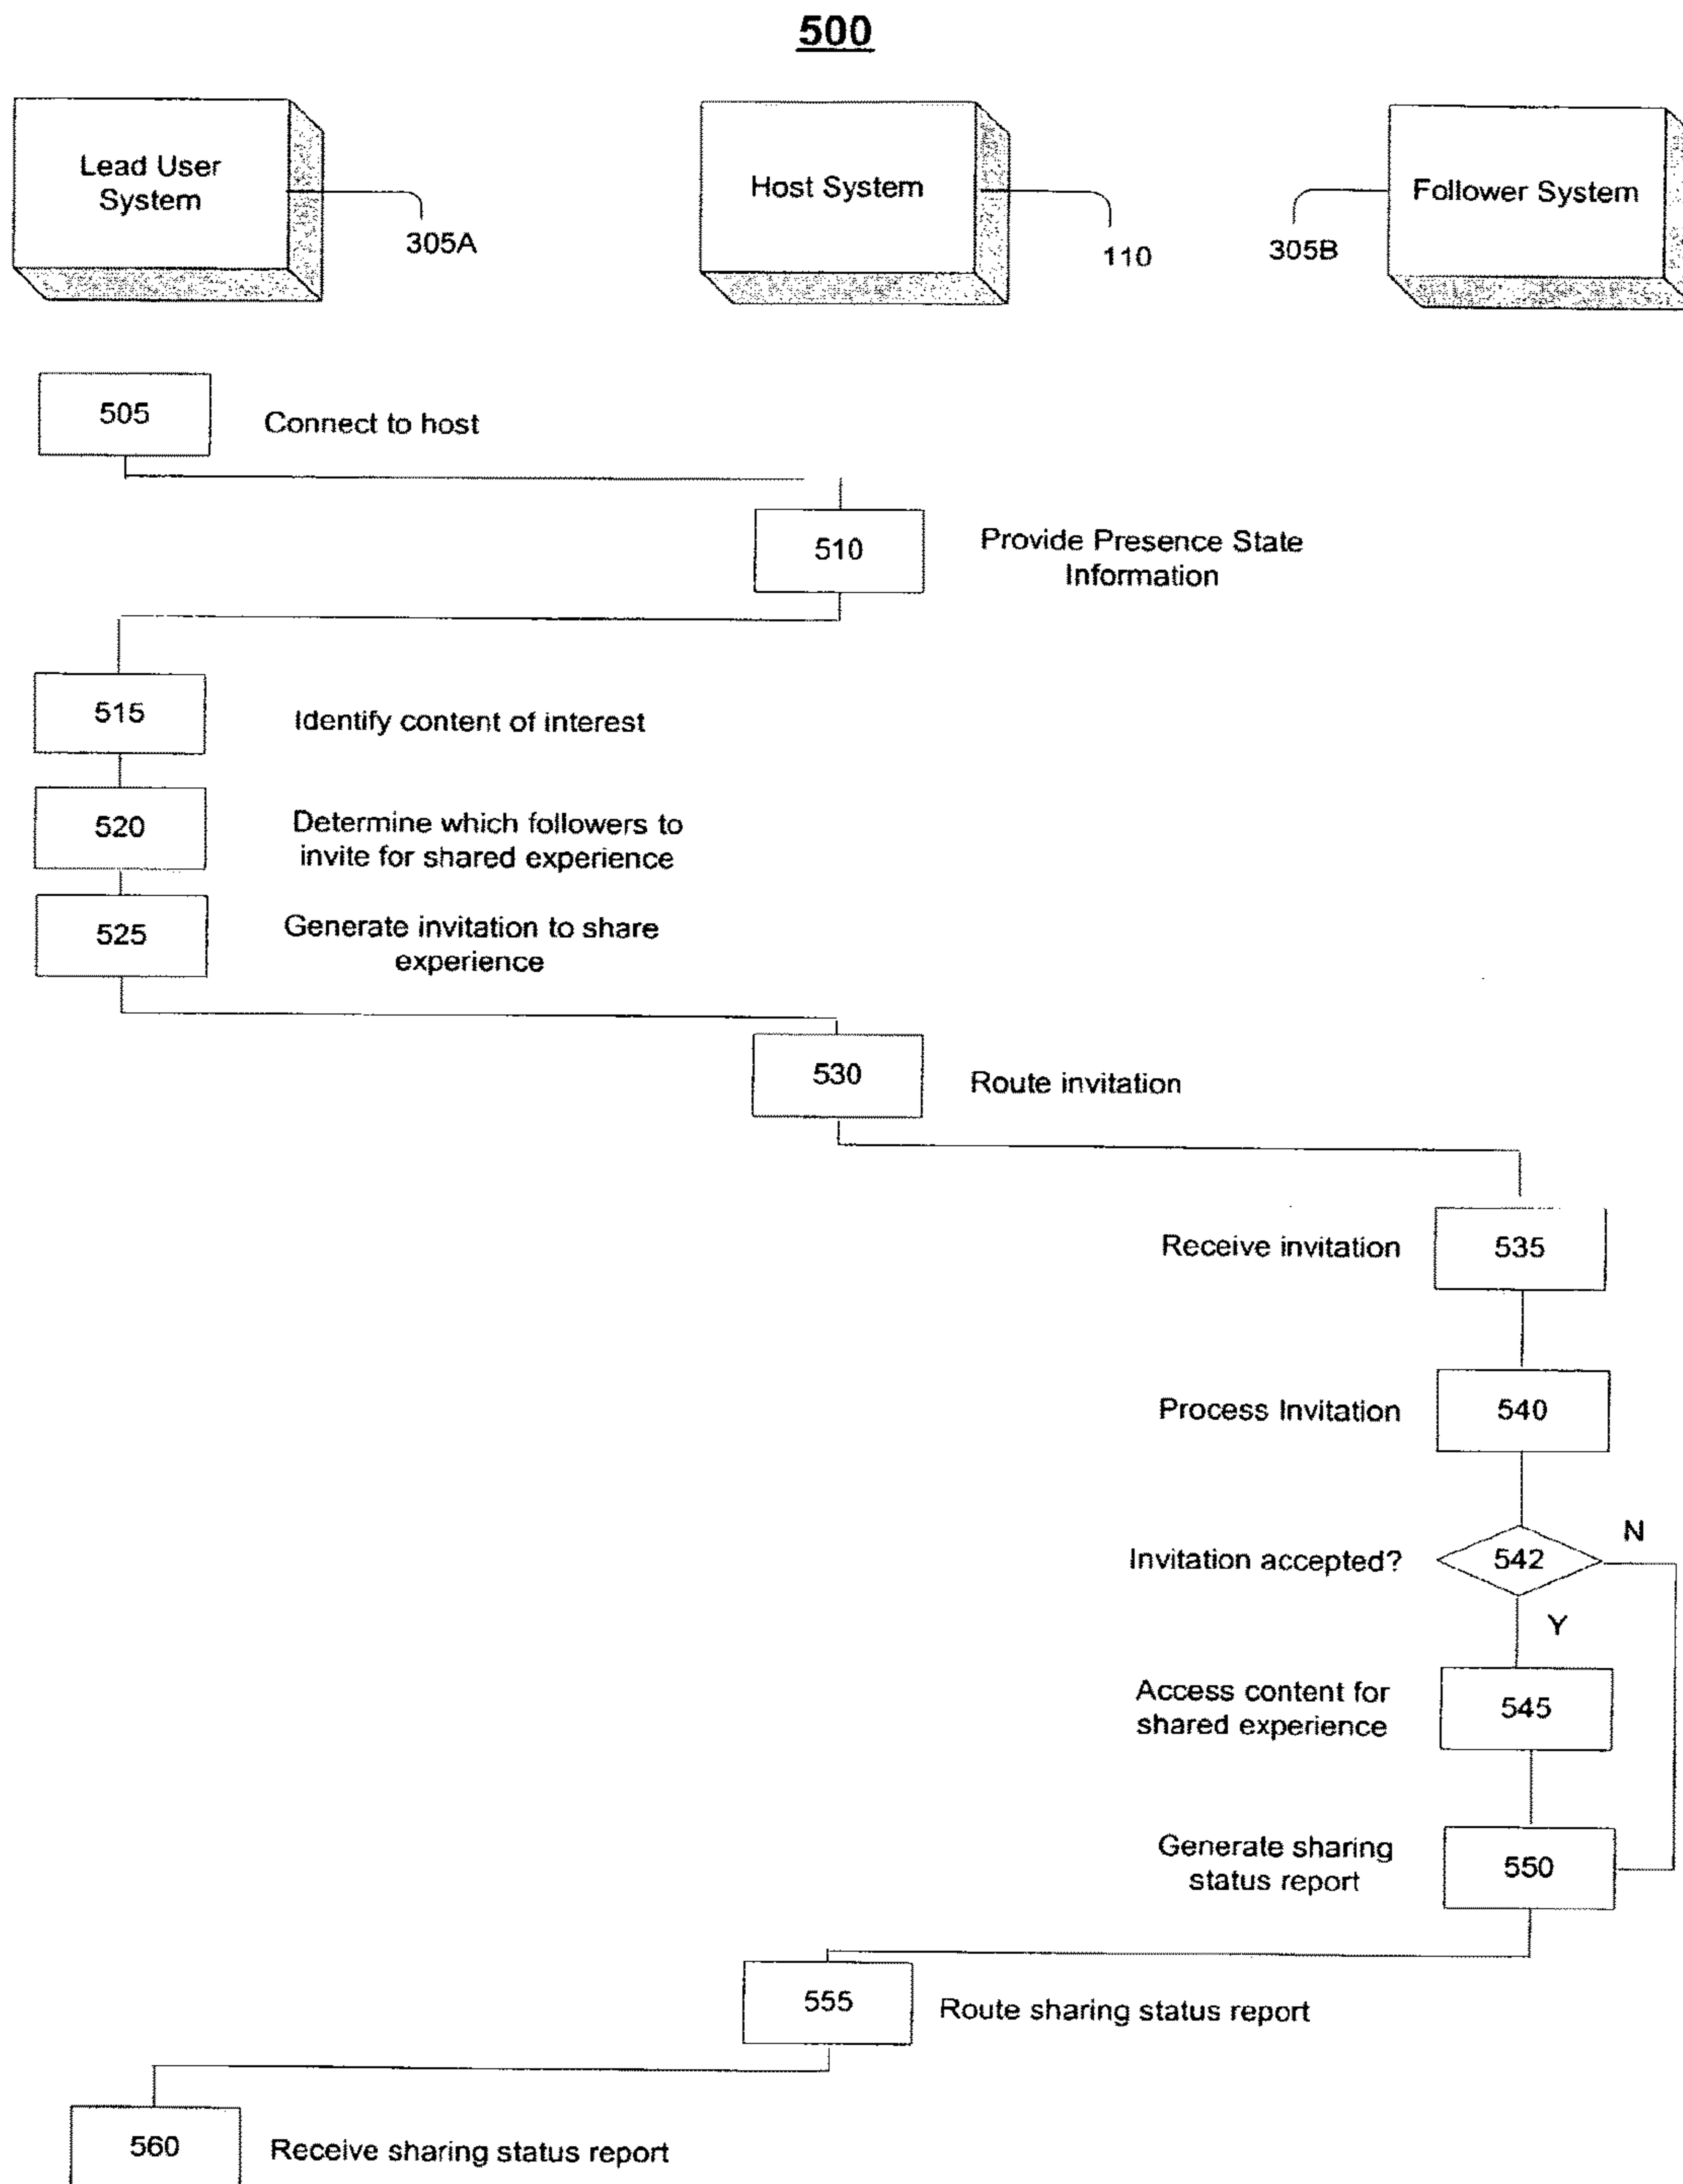 500
Lead User
System
305A
Host System
110
305B
Follower System
505
Connect to host
510
Provide Presence State
Information
515
Identify content of interest
520
Determine which followers to
invite for shared experience
525
Generate invitation to share
experience
530
Route invitation
Receive invitation
535
Process Invitation
540
Invitation accepted?
542
N
Y
Access content for
shared experience
545
Generate sharing
status report
550
555
Route sharing status report
560
Receive sharing status report